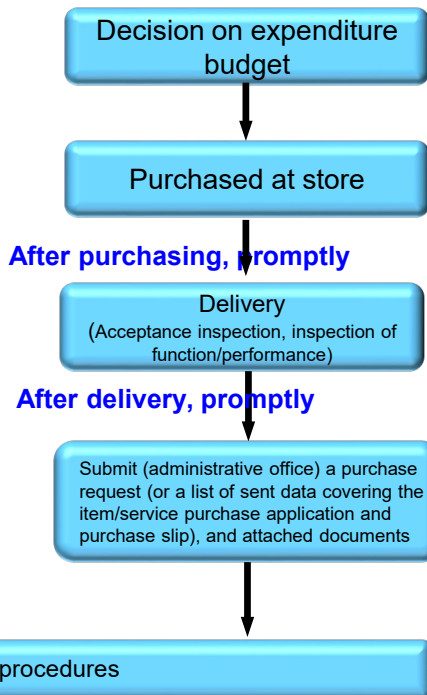 Decision on expenditure
budget
Purchased at store
After purchasing, promptly
Delivery
(Acceptance inspection, inspection of
function/performance)
After delivery, promptly
Submit (administrative office) a purchase
request (or a list of sent data covering the
item/service purchase application and
purchase slip), and attached documents
procedures